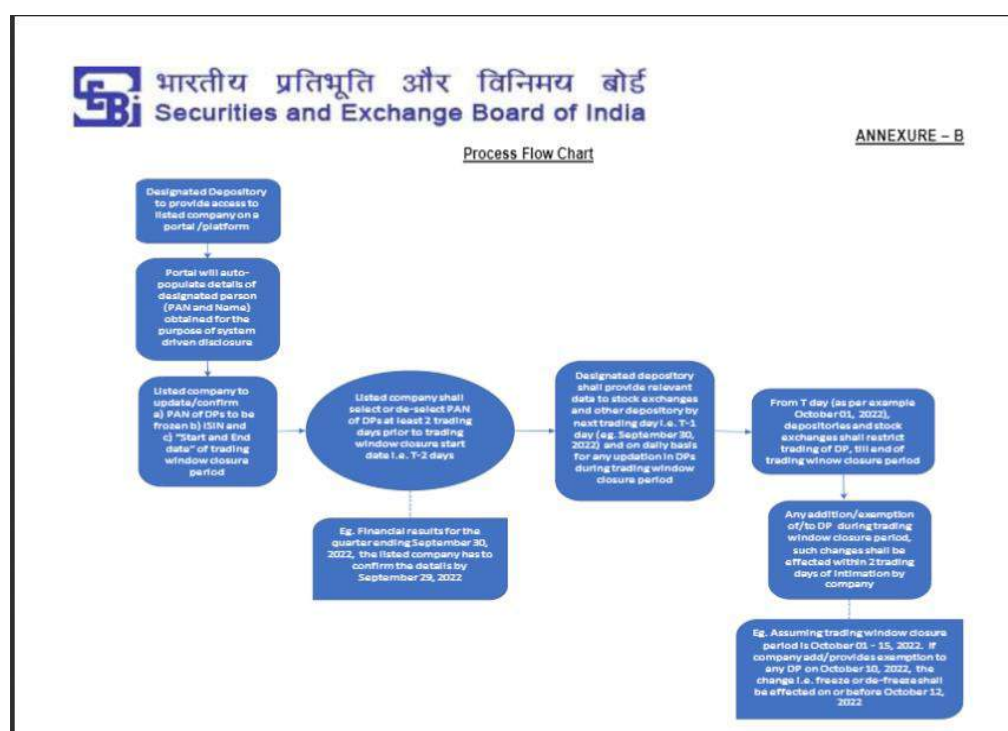 SEBI
भारतीय प्रतिभूति और विनिमय बोर्ड
Securities and Exchange Board of India
ANNEXURE – B
Process Flow Chart
Designated Depository
to provide access to
listed company on a
portal /platform
Portal will auto-
populate details of
designated person
(PAN and Name)
obtained for the
purpose of system
driven disclosure
Listed company to
update/confirm
a) PAN of DPs to be
frozen b) ISIN and
c) "Start and End
date" of trading
window closure
period
Listed company shall
select or de-select PAN
of DPs at least 2 trading
days prior to trading
window closure start
date i.e. T-2 days
Eg. Financial results for the
quarter ending September 30,
2022, the listed company has to
confirm the details by
September 29, 2022
Designated depository
shall provide relevant
data to stock exchanges
and other depository by
next trading day i.e. T-1
day (eg. September 30,
2022) and on daily basis
for any updation in DPs
during trading window
closure period
From T day (as per example
October 01, 2022),
depositories and stock
exchanges shall restrict
trading of DP, till end of
trading winow closure period
Any addition/exemption
of/to DP during trading
window closure period,
such changes shall be
effected within 2 trading
days of intimation by
company
Eg. Assuming trading window closure
period is October 01 - 15, 2022. If
company add/provides exemption to
any DP on October 10, 2022, the
change i.e. freeze or de-freeze shall
be effected on or before October 12,
2022